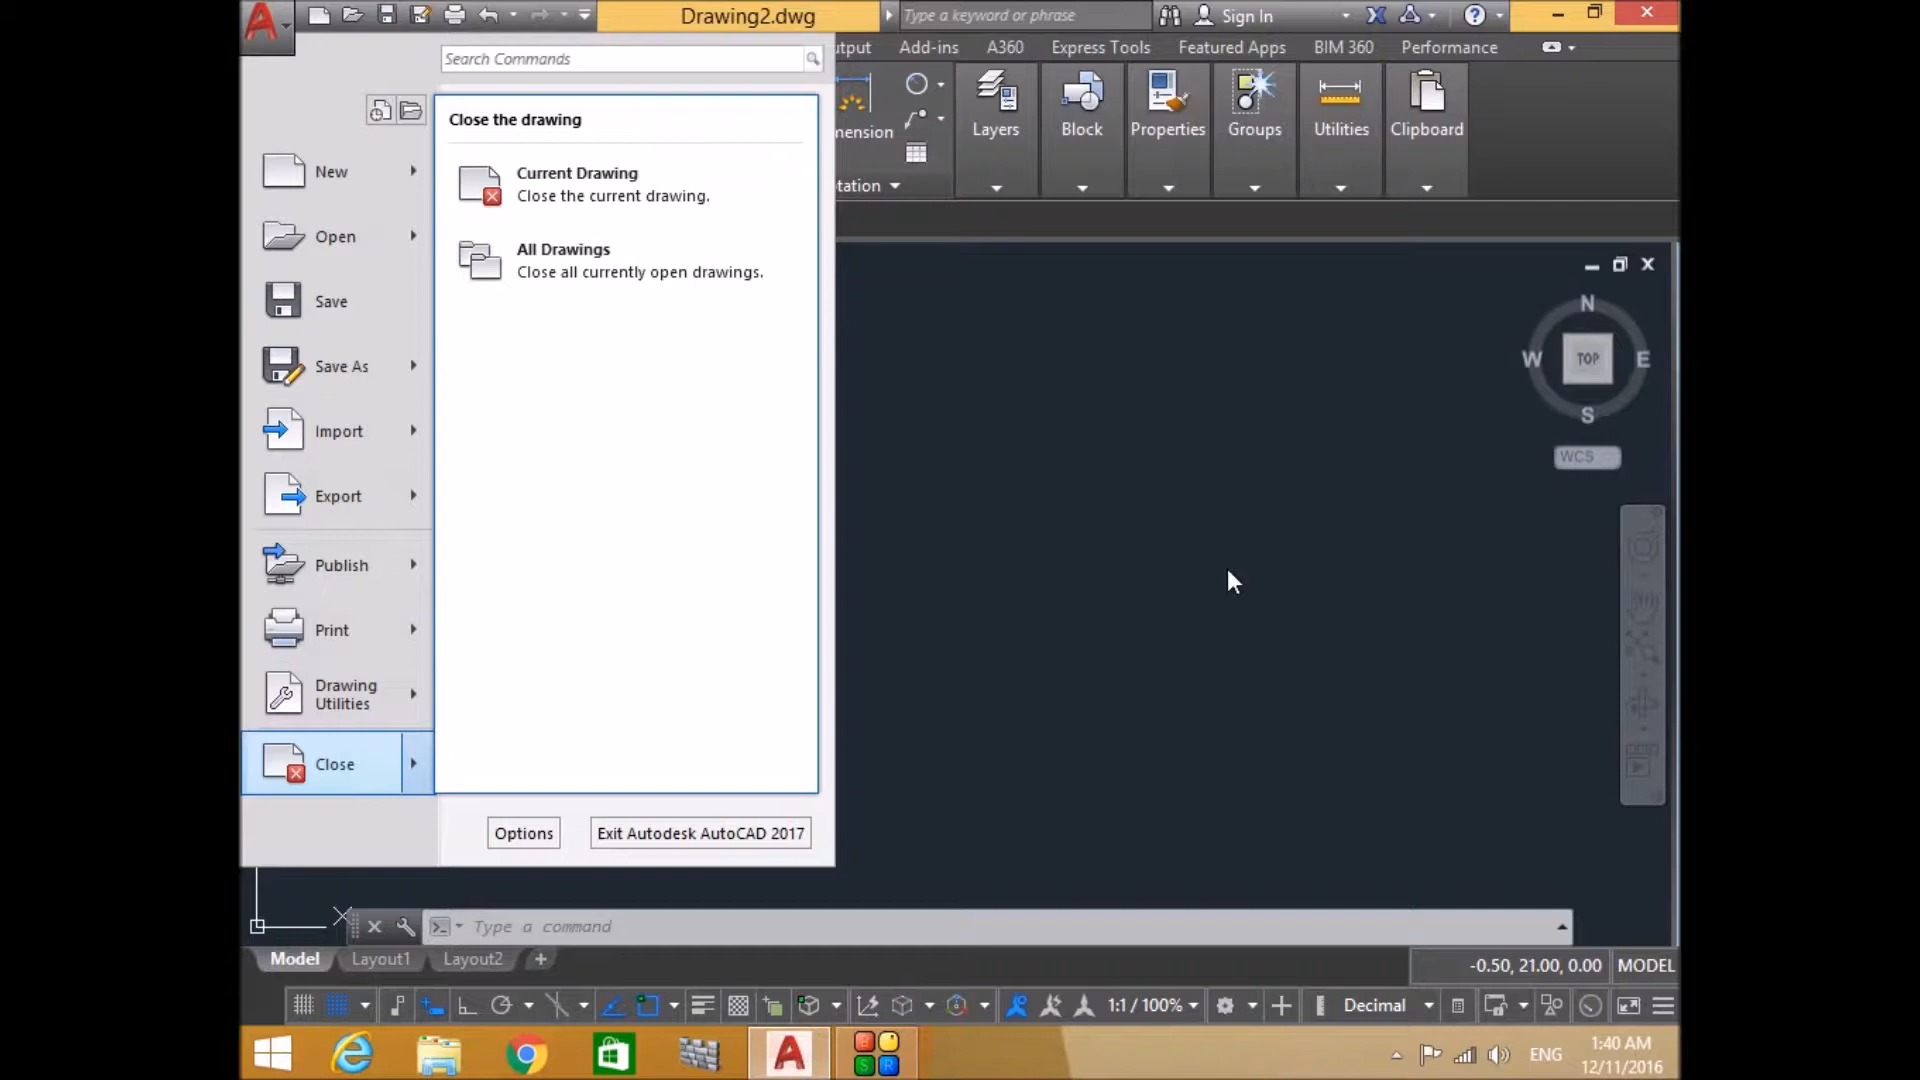 Drawing2.dwg
Type a keyword or phrase
Sign In
Search Commands
Add-ins
A360
Express Tools
Featured Apps
BIM 360
Performance
Close the drawing
Layers
Block
Properties
Groups
Utilities
Clipboard
New
Current Drawing
Close the current drawing.
Open
All Drawings
Close all currently open drawings.
Save
Save As
Import
Export
Publish
Print
Drawing
Utilities
Close
Options
Exit Autodesk AutoCAD 2017
N
W
TOP
E
S
WCS
Type a command
Model
Layout1
Layout2
-0.50, 21.00, 0.00
MODEL
1:1 / 100%
Decimal
ENG
1:40 AM
12/11/2016